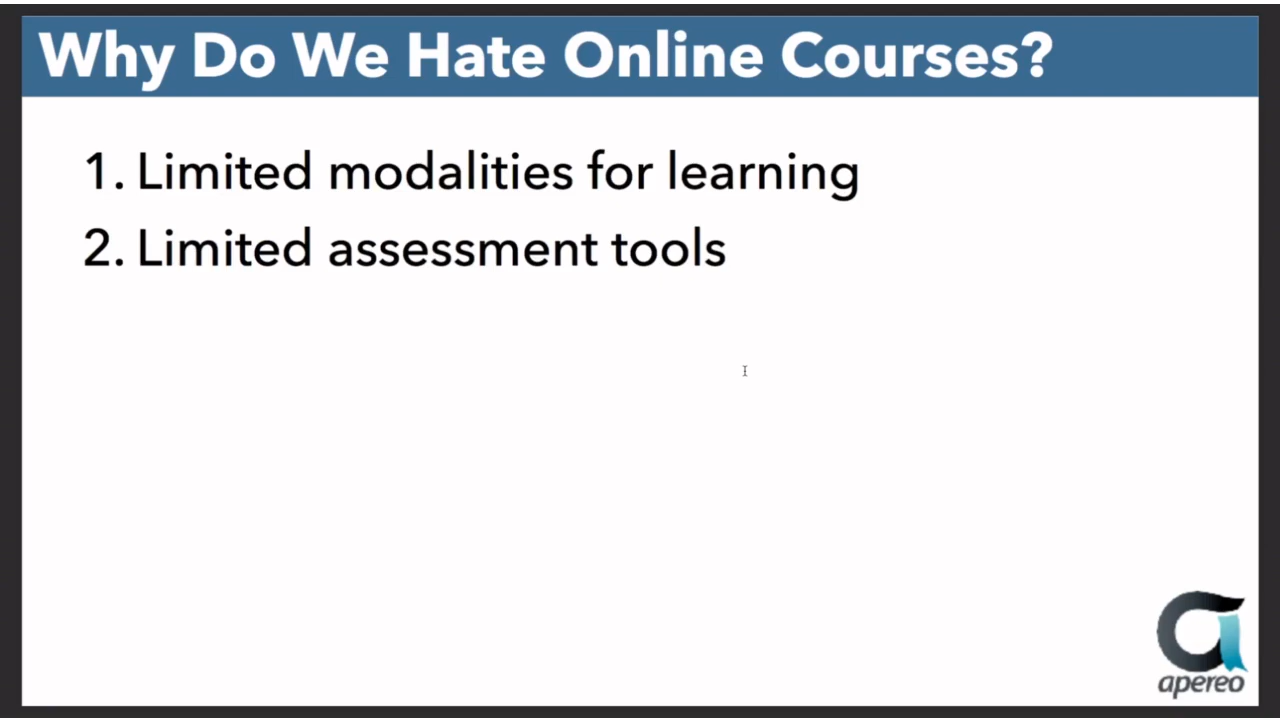 Why Do We Hate Online Courses?
1. Limited modalities for learning
2. Limited assessment tools
apereo